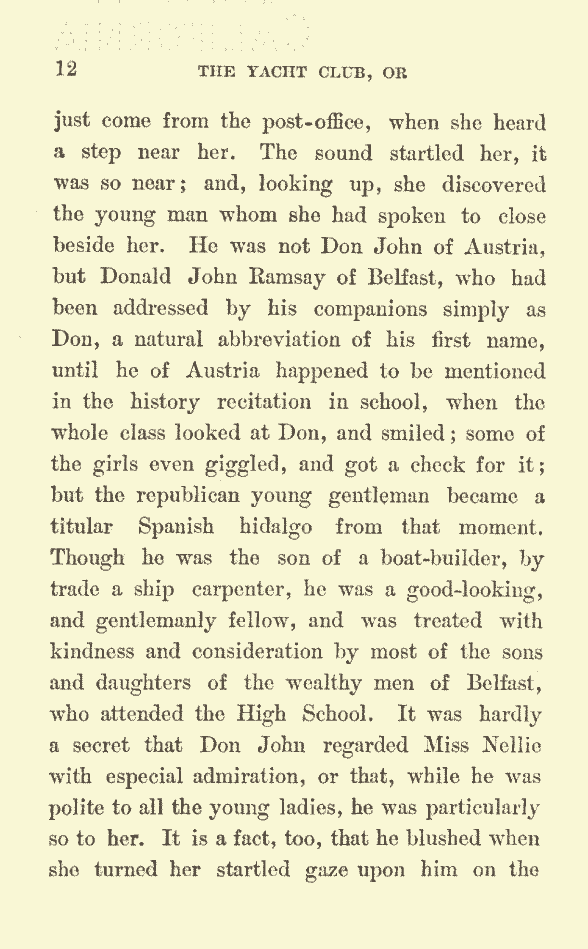 12 THE YACHT CLUB, OR
just come from the post-office, when she heard
a step near her. The sound startled her, it
was so near; and, looking up, she discovered
the young man whom she had spoken to close
beside her. He was not Don John of Austria,
but Donald John Ramsay of Belfast, who had
been addressed by his companions simply as
Don, a natural abbreviation of his first name,
until he of Austria happened to be mentioned
in the history recitation in school, when the
whole class looked at Don, and smiled; some of
the girls even giggled, and got a check for it;
but the republican young gentleman became a
titular Spanish hidalgo from that moment.
Though he was the son of a boat-builder, by
trade a ship carpenter, he was a good-looking,
and gentlemanly fellow, and was treated with
kindness and consideration by most of the sons
and daughters of the wealthy men of Belfast,
who attended the High School. It was hardly
a secret that Don John regarded Miss Nellie
with especial admiration, or that, while he was
polite to all the young ladies, he was particularly
so to her. It is a fact, too, that he blushed when
she turned her startled gaze upon him on the